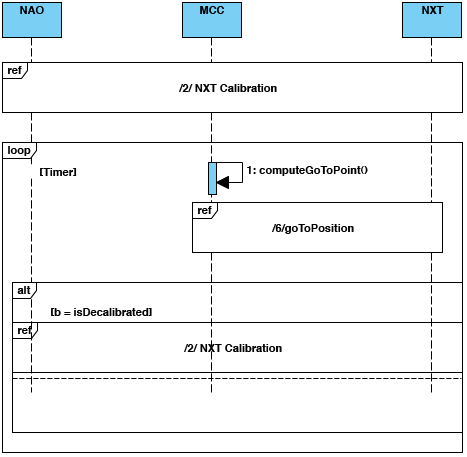 NAO MCC NXT
ref
/2/ NXT Calibration
loop
[Timer]
1: computeGoToPoint()
ref
/6/goToPosition
alt
[b = isDecalibrated]
ref
/2/ NXT Calibration